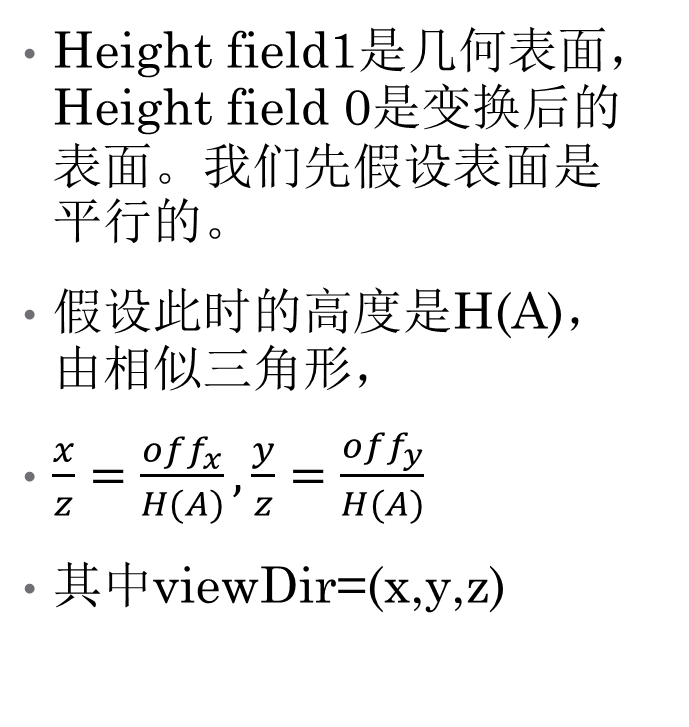 • Height field1是几何表面，
Height field 0是变换后的
表面。我们先假设表面是
平行的。
• 假设此时的高度是H(A)，
由相似三角形，
• x/z = off_x/H(A), y/z = off_y/H(A)
• 其中viewDir=(x,y,z)